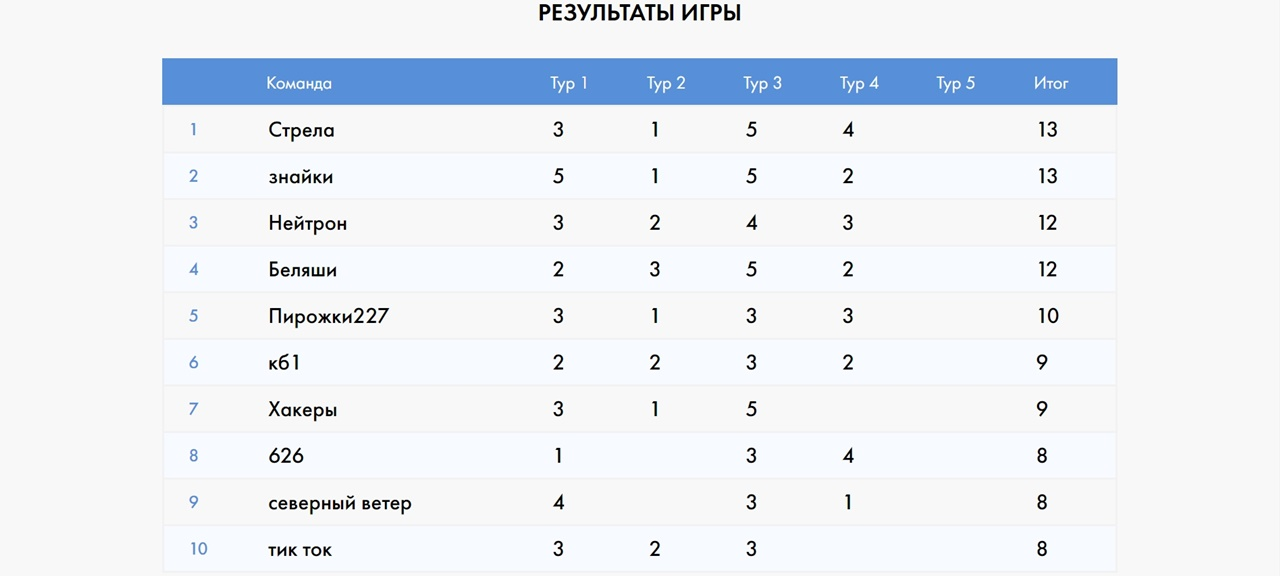 РЕЗУЛЬТАТЫ ИГРЫ
Команда Тур 1 Тур 2 Тур 3 Тур 4 Тур 5 Итог
1 Стрела 3 1 5 4 13
2 знайки 5 1 5 2 13
3 Нейтрон 3 2 4 3 12
4 Беляши 2 3 5 2 12
5 Пирожки227 3 1 3 3 10
6 кб1 2 2 3 2 9
7 Хакеры 3 1 5 9
8 626 1 3 4 8
9 северный ветер 4 3 1 8
10 тик ток 3 2 3 8